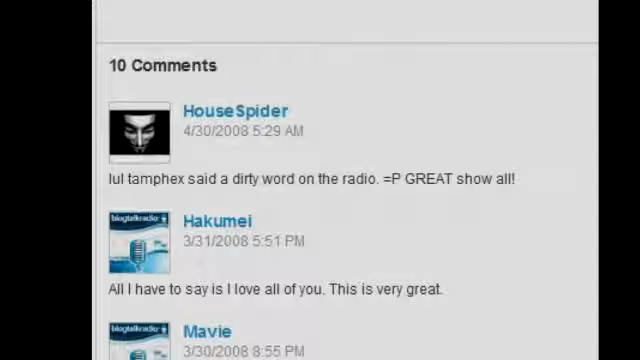 10 Comments
HouseSpider
4/30/2008 5:29 AM
lul tamphex said a dirty word on the radio. =P GREAT show all!
blogtalkradio
Hakumei
3/31/2008 5:51 PM
All I have to say is I love all of you. This is very great.
blogtalkradio
Mavie
3/30/2008 8:55 PM